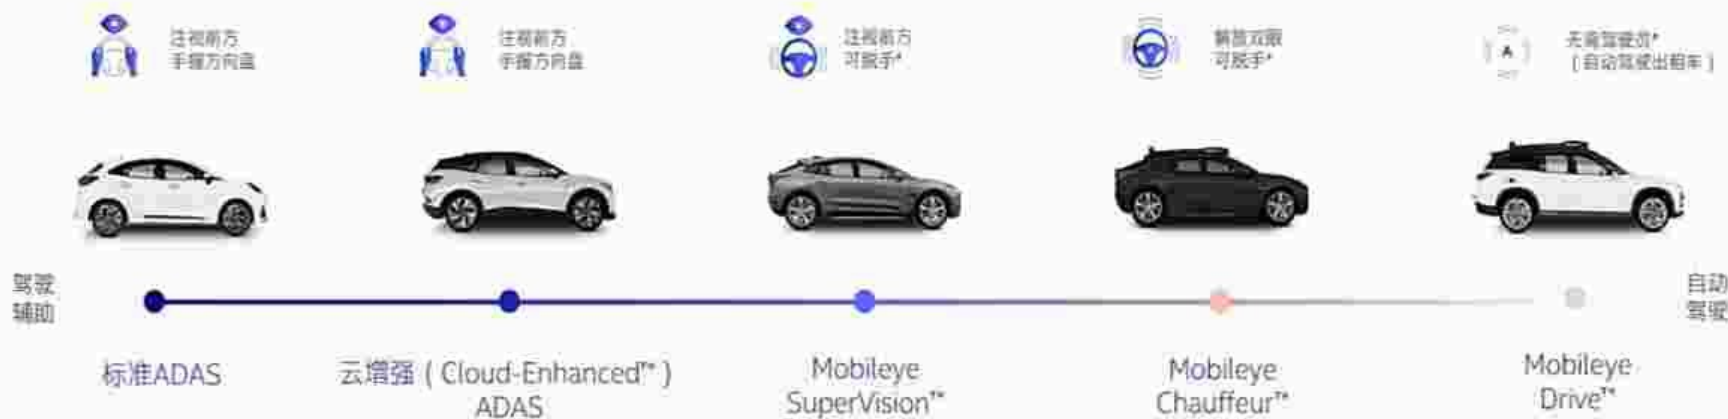 注视前方
手握方向盘
注视前方
手握方向盘
注视前方
可脱手*
解放双眼
可脱手*
A
无需驾驶员*
（自动驾驶出租车）
驾驶
辅助
自动
驾驶
标准ADAS
云增强（Cloud-Enhanced™）
ADAS
Mobileye
SuperVision™
Mobileye
Chauffeur™
Mobileye
Drive™